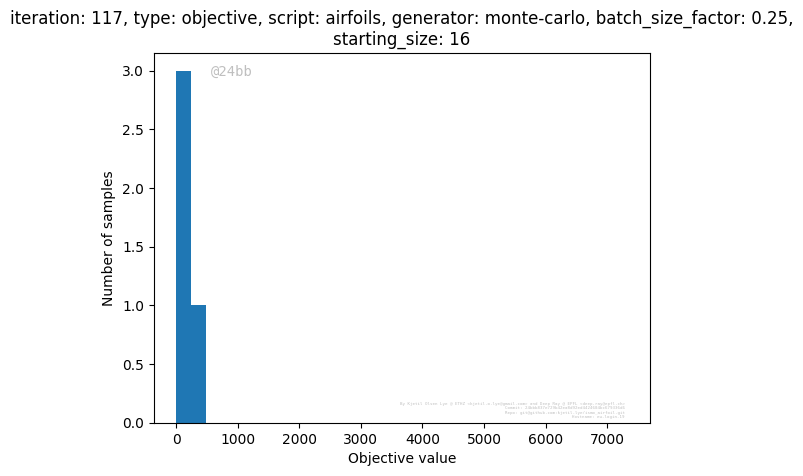 iteration: 117, type: objective, script: airfoils, generator: monte-carlo, batch_size_factor: 0.25,
starting_size: 16
@24bb
3.0
2.5
2.0
1.5
1.0
0.5
0.0
Number of samples
0 1000 2000 3000 4000 5000 6000 7000
Objective value